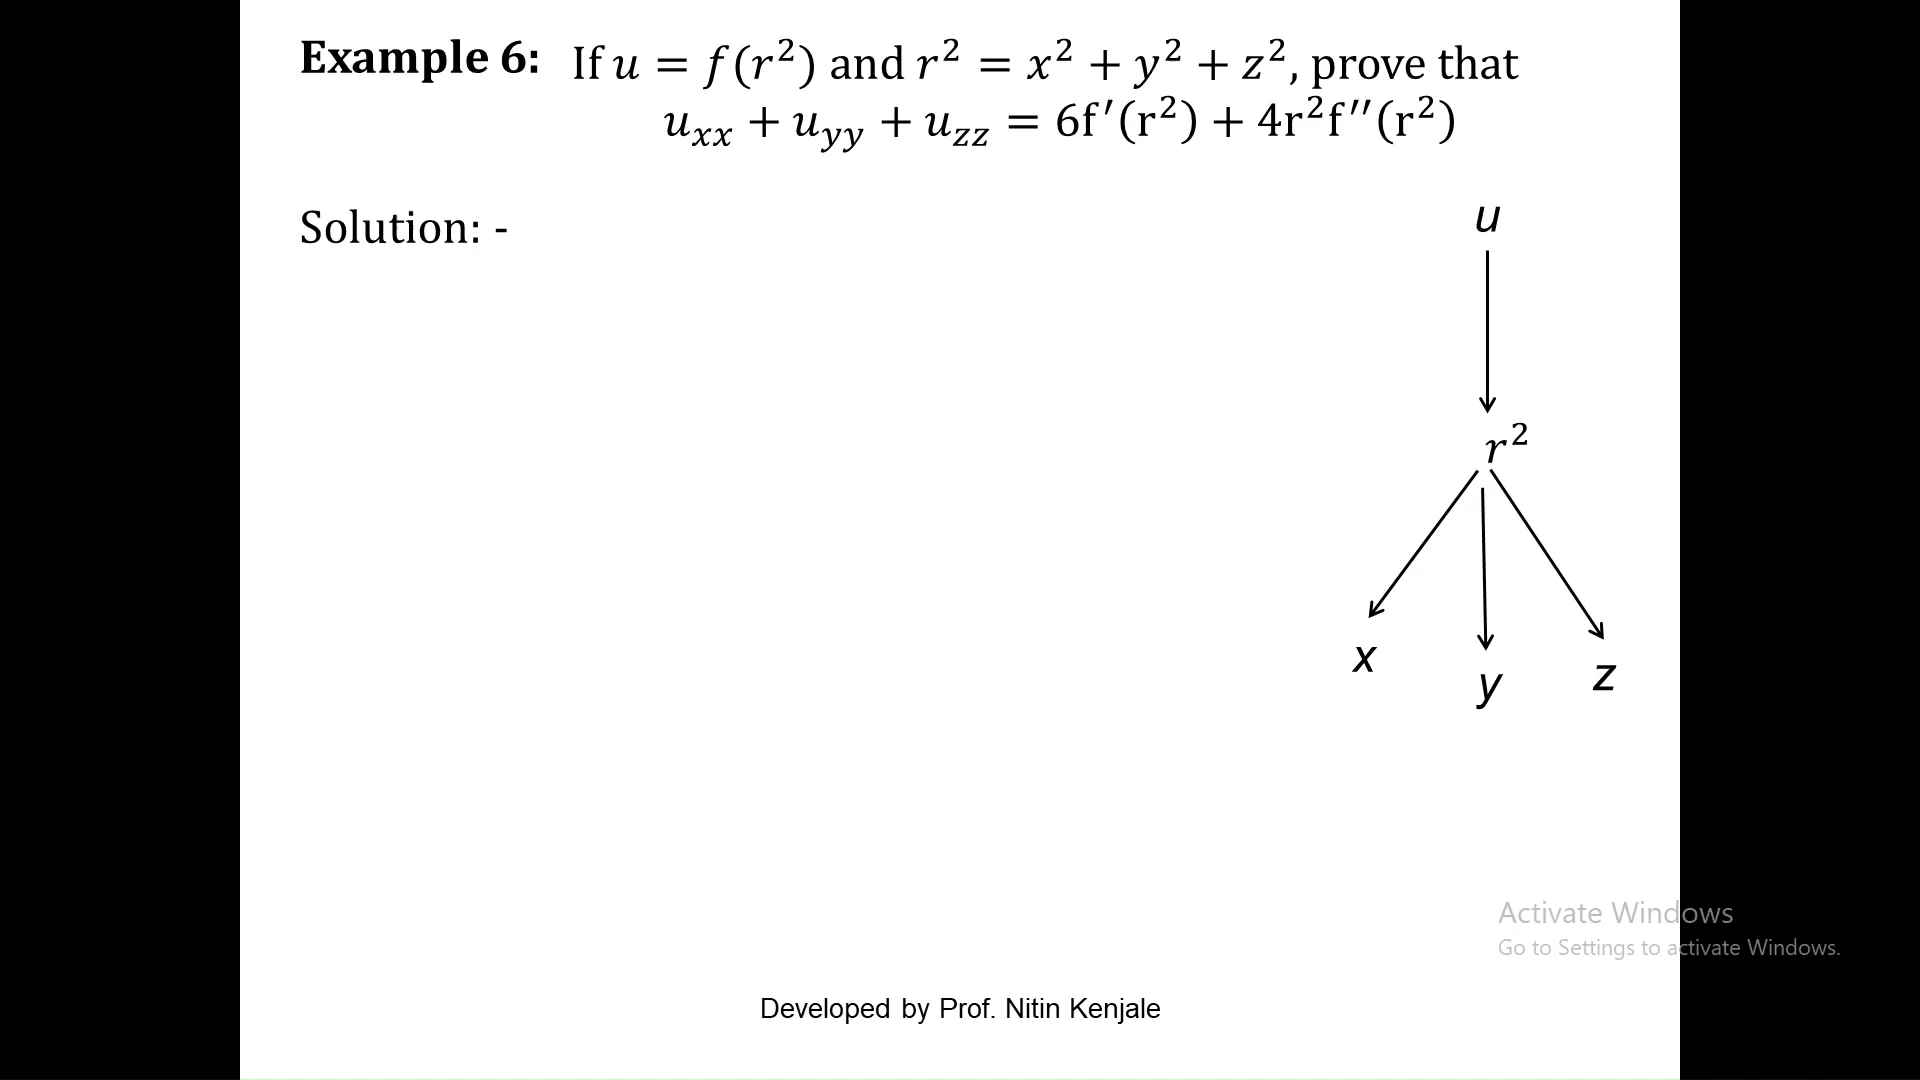 Example 6: If u = f(r²) and r² = x² + y² + z², prove that
uₓₓ + u_yy + u_zz = 6f′(r²) + 4r²f′′(r²)
Solution: -
u
r²
x
y
z
Activate Windows
Go to Settings to activate Windows.
Developed by Prof. Nitin Kenjale